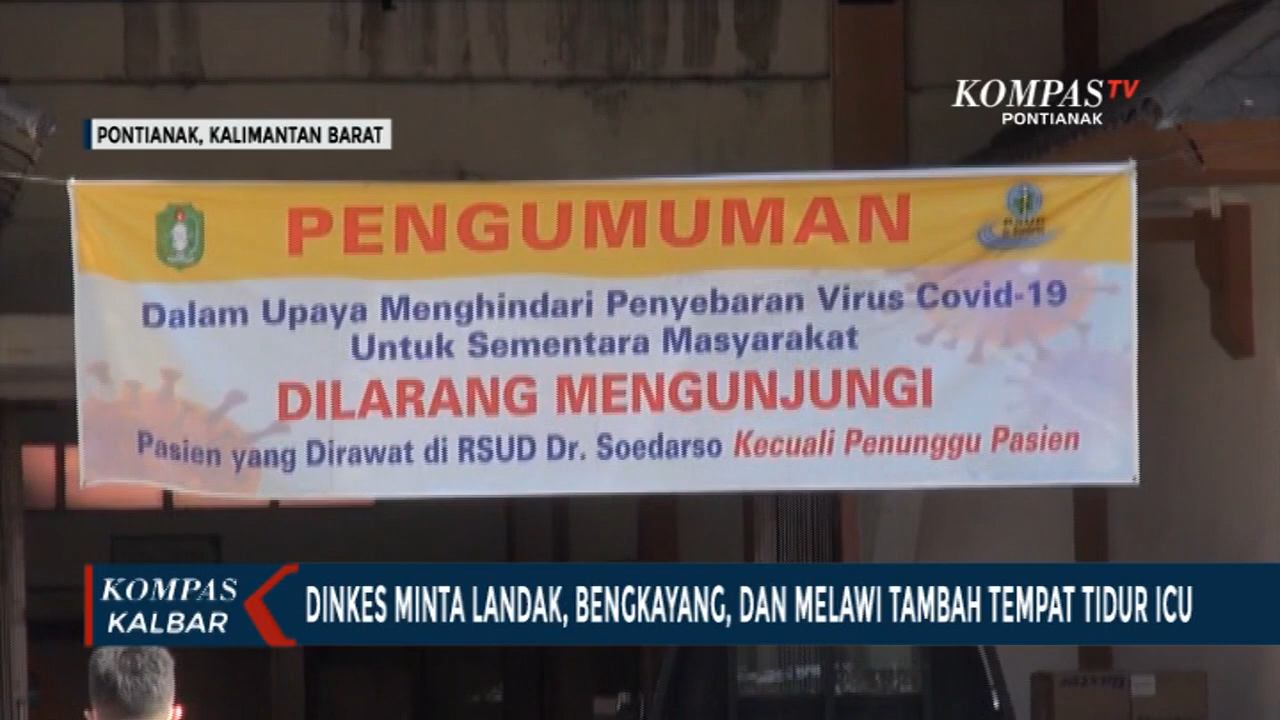 KOMPAS TV
PONTIANAK
PONTIANAK, KALIMANTAN BARAT
PENGUMUMAN
Dalam Upaya Menghindari Penyebaran Virus Covid-19
Untuk Sementara Masyarakat
DILARANG MENGUNJUNGI
Pasien yang Dirawat di RSUD Dr. Soedarso Kecuali Penunggu Pasien
KOMPAS
KALBAR
DINKES MINTA LANDAK, BENGKAYANG, DAN MELAWI TAMBAH TEMPAT TIDUR ICU